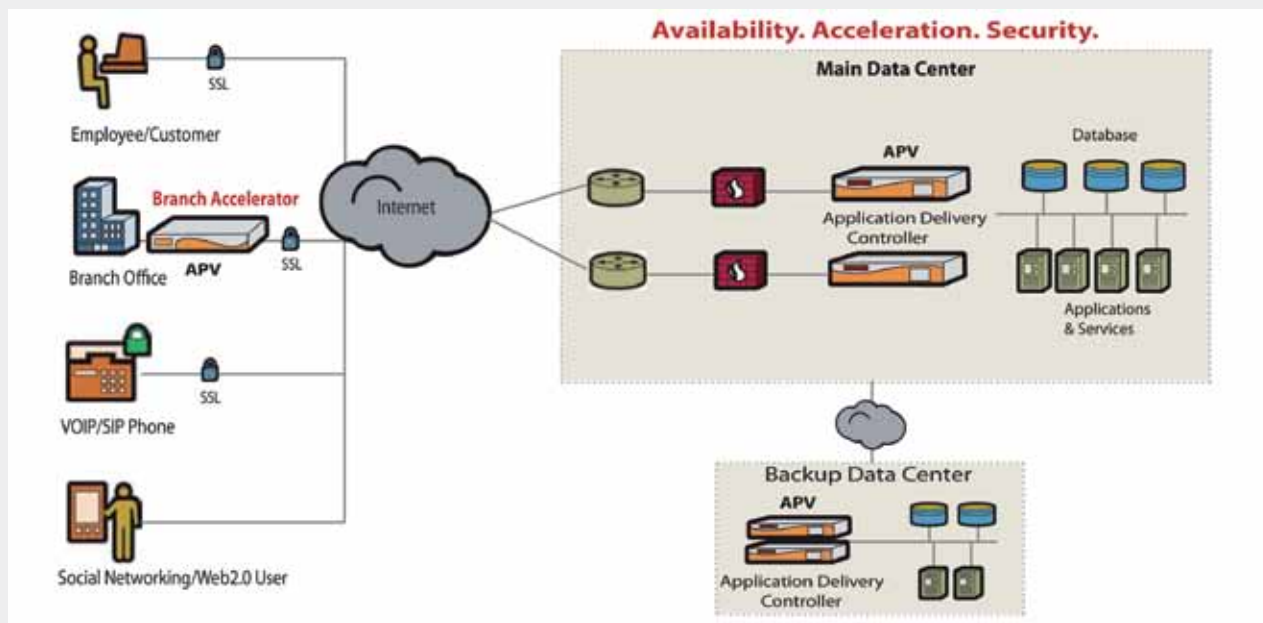 Availability. Acceleration. Security.
Main Data Center
SSL
Employee/Customer
Database
APV
Branch Accelerator
Internet
Application Delivery
Controller
APV
SSL
Branch Office
Applications
& Services
SSL
VOIP/SIP Phone
Backup Data Center
APV
Social Networking/Web2.0 User
Application Delivery
Controller